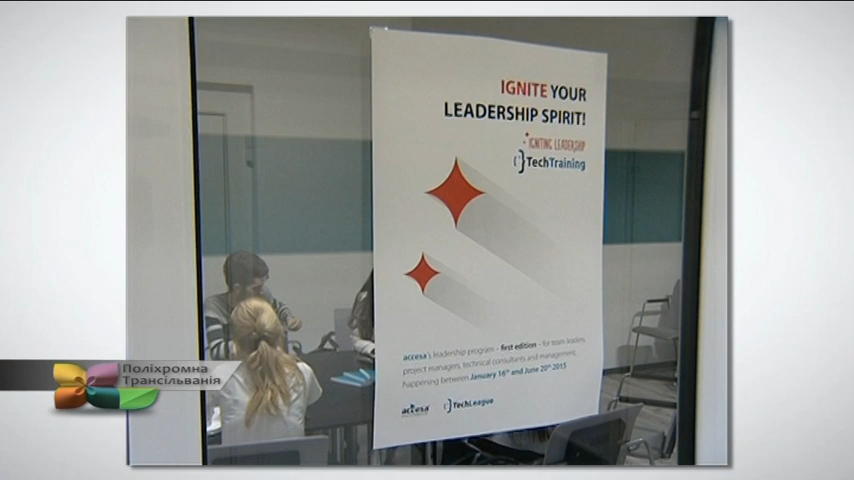 IGNITE YOUR
LEADERSHIP SPIRIT!
IGNITING LEADERSHIP
TechTraining
accesa's leadership program – first edition – for team leaders,
project managers, technical consultants and management,
happening between January 16th and June 20th 2015
accesa
TechLeague
Поліхромна
Трансільванія